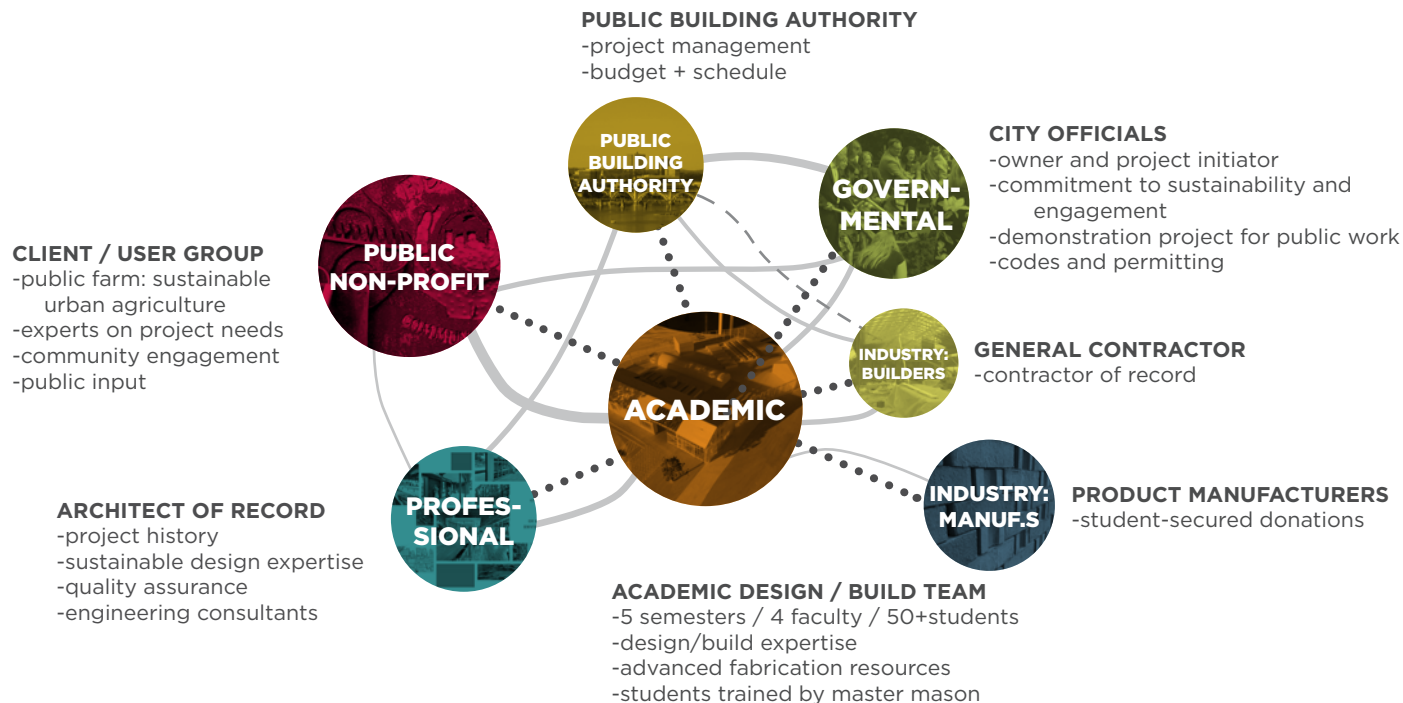 PUBLIC BUILDING AUTHORITY
-project management
-budget + schedule
PUBLIC
BUILDING
AUTHORITY
GOVERN-
MENTAL
CITY OFFICIALS
-owner and project initiator
-commitment to sustainability and
engagement
-demonstration project for public work
-codes and permitting
PUBLIC
NON-PROFIT
CLIENT / USER GROUP
-public farm: sustainable
urban agriculture
-experts on project needs
-community engagement
-public input
INDUSTRY:
BUILDERS
GENERAL CONTRACTOR
-contractor of record
ACADEMIC
PROFES-
SIONAL
ARCHITECT OF RECORD
-project history
-sustainable design expertise
-quality assurance
-engineering consultants
INDUSTRY:
MANUF.S
PRODUCT MANUFACTURERS
-student-secured donations
ACADEMIC DESIGN / BUILD TEAM
-5 semesters / 4 faculty / 50+students
-design/build expertise
-advanced fabrication resources
-students trained by master mason